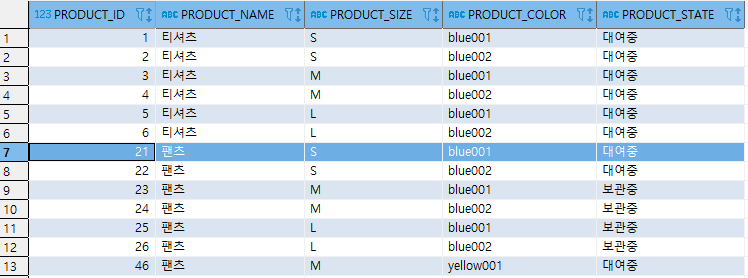 123 PRODUCT_ID ABC PRODUCT_NAME ABC PRODUCT_SIZE ABC PRODUCT_COLOR ABC PRODUCT_STATE
1 1 티셔츠 S blue001 대여중
2 2 티셔츠 S blue002 대여중
3 3 티셔츠 M blue001 대여중
4 4 티셔츠 M blue002 대여중
5 5 티셔츠 L blue001 대여중
6 6 티셔츠 L blue002 대여중
7 21 팬츠 S blue001 대여중
8 22 팬츠 S blue002 대여중
9 23 팬츠 M blue001 보관중
10 24 팬츠 M blue002 보관중
11 25 팬츠 L blue001 보관중
12 26 팬츠 L blue002 보관중
13 46 팬츠 M yellow001 대여중